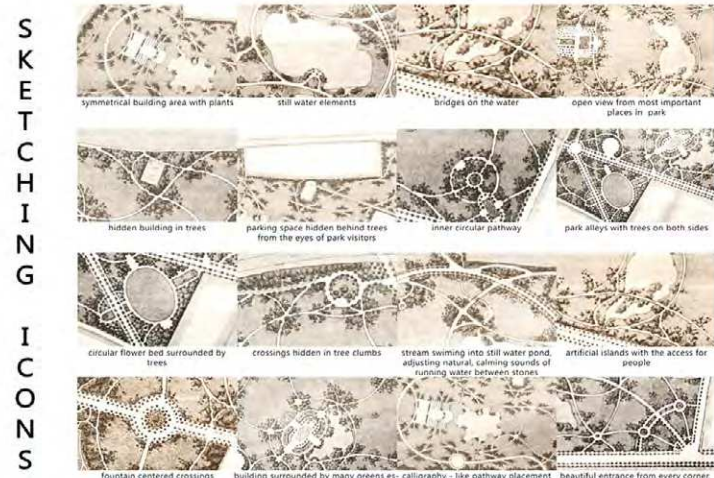 SKETCHING ICONS
symmetrical building area with plants
still water elements
bridges on the water
open view from most important
places in park
hidden building in trees
parking space hidden behind trees
from the eyes of park visitors
inner circular pathway
park alleys with trees on both sides
circular flower bed surrounded by
trees
crossings hidden in tree clumbs
stream swiming into still water pond,
adjusting natural, calming sounds of
running water between stones
artificial islands with the access for
people
fountain centered crossings
building surrounded by many greens es-
calligraphy - like pathway placement
beautiful entrance from every corner